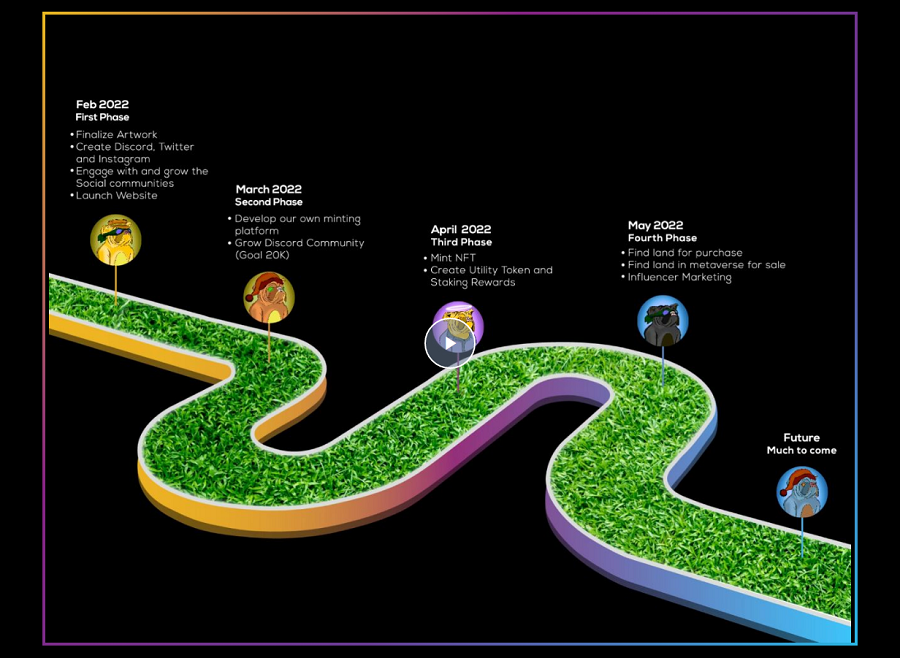 Feb 2022
First Phase
• Finalize Artwork
• Create Discord, Twitter
and Instagram
• Engage with and grow the
Social communities
• Launch Website
March 2022
Second Phase
• Develop our own minting
platform
• Grow Discord Community
(Goal 20K)
April 2022
Third Phase
• Mint NFT
• Create Utility Token and
Staking Rewards
May 2022
Fourth Phase
• Find land for purchase
• Find land in metaverse for sale
• Influencer Marketing
Future
Much to come